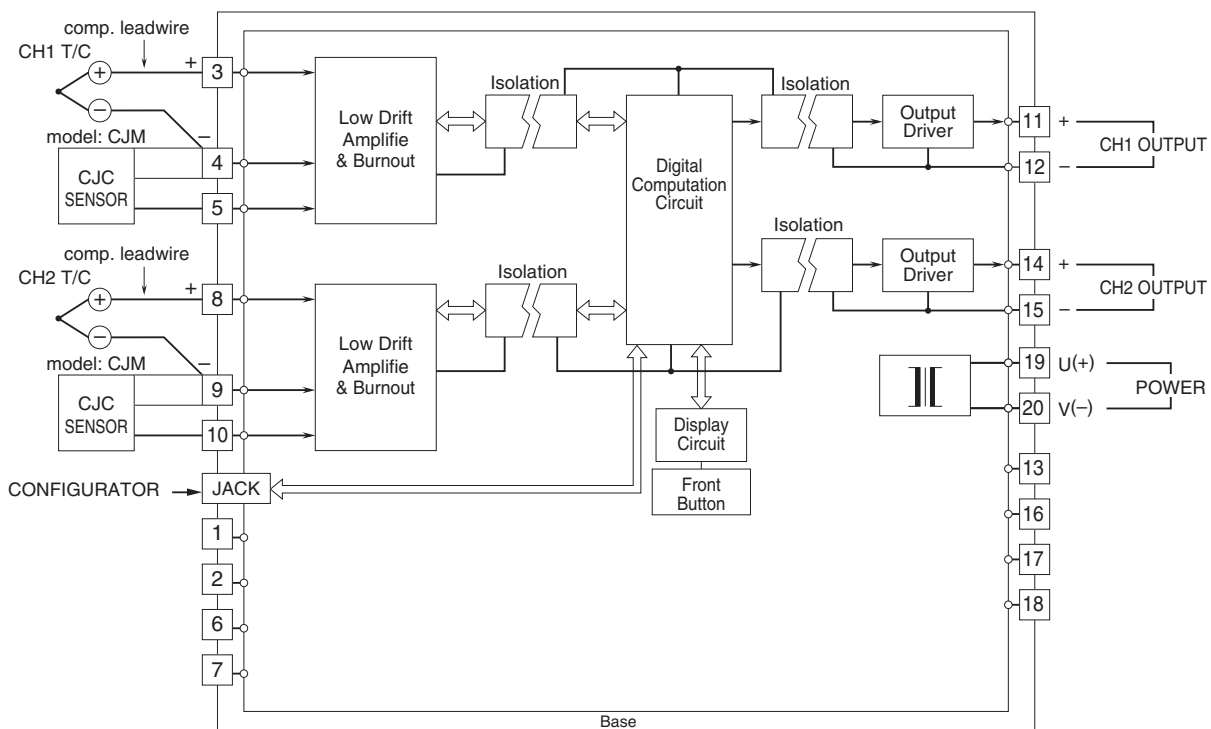 comp. leadwire
CH1 T/C
+
3
+
−
Isolation
Isolation
model: CJM
−
4
CJC
SENSOR
5
Low Drift
Amplifie
& Burnout
Digital
Computation
Circuit
Output
Driver
11
+
CH1 OUTPUT
12
−
comp. leadwire
CH2 T/C
+
8
+
−
Isolation
Isolation
model: CJM
−
9
CJC
SENSOR
10
Low Drift
Amplifie
& Burnout
Output
Driver
14
+
CH2 OUTPUT
15
−
19
U(+)
POWER
20
V(−)
Display
Circuit
Front
Button
CONFIGURATOR
JACK
13
1
16
2
17
6
18
7
Base